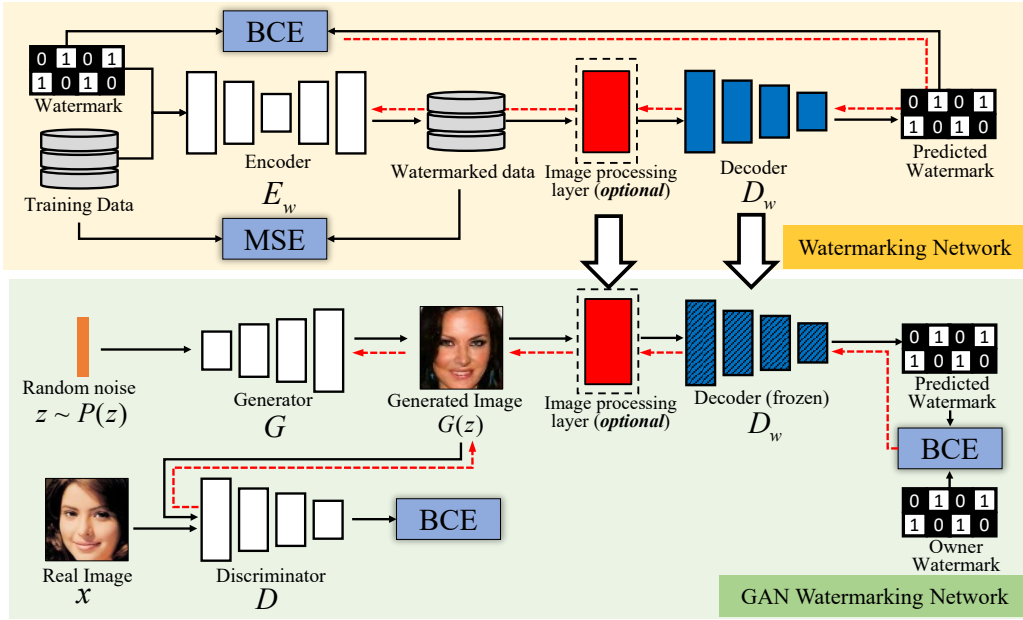 BCE
0 1 0 1
1 0 1 0
Watermark
Training Data
Encoder
E_w
Watermarked data
MSE
Image processing
layer (optional)
Decoder
D_w
0 1 0 1
1 0 1 0
Predicted
Watermark
Watermarking Network
Random noise
z ~ P(z)
Generator
G
Generated Image
G(z)
Image processing
layer (optional)
Decoder (frozen)
D_w
0 1 0 1
1 0 1 0
Predicted
Watermark
BCE
0 1 0 1
1 0 1 0
Owner
Watermark
Real Image
x
Discriminator
D
BCE
GAN Watermarking Network